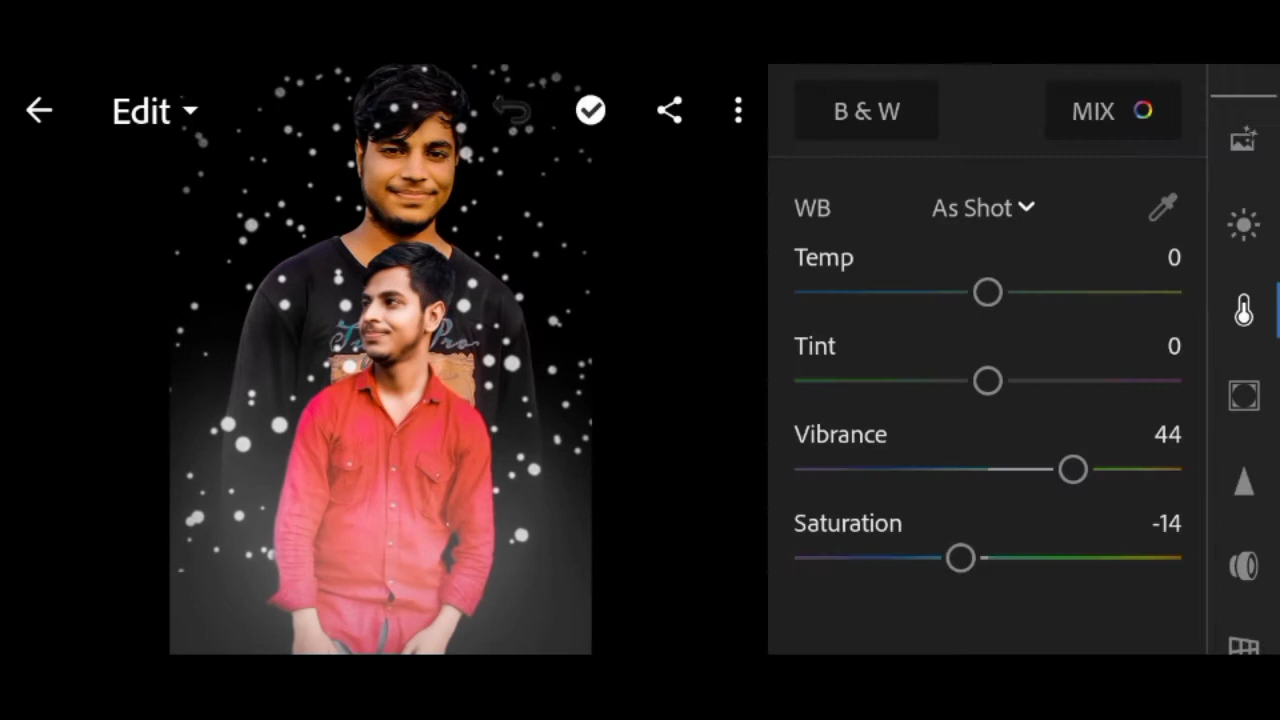 Edit
B & W
MIX
WB
As Shot
Temp
0
Tint
0
Vibrance
44
Saturation
-14